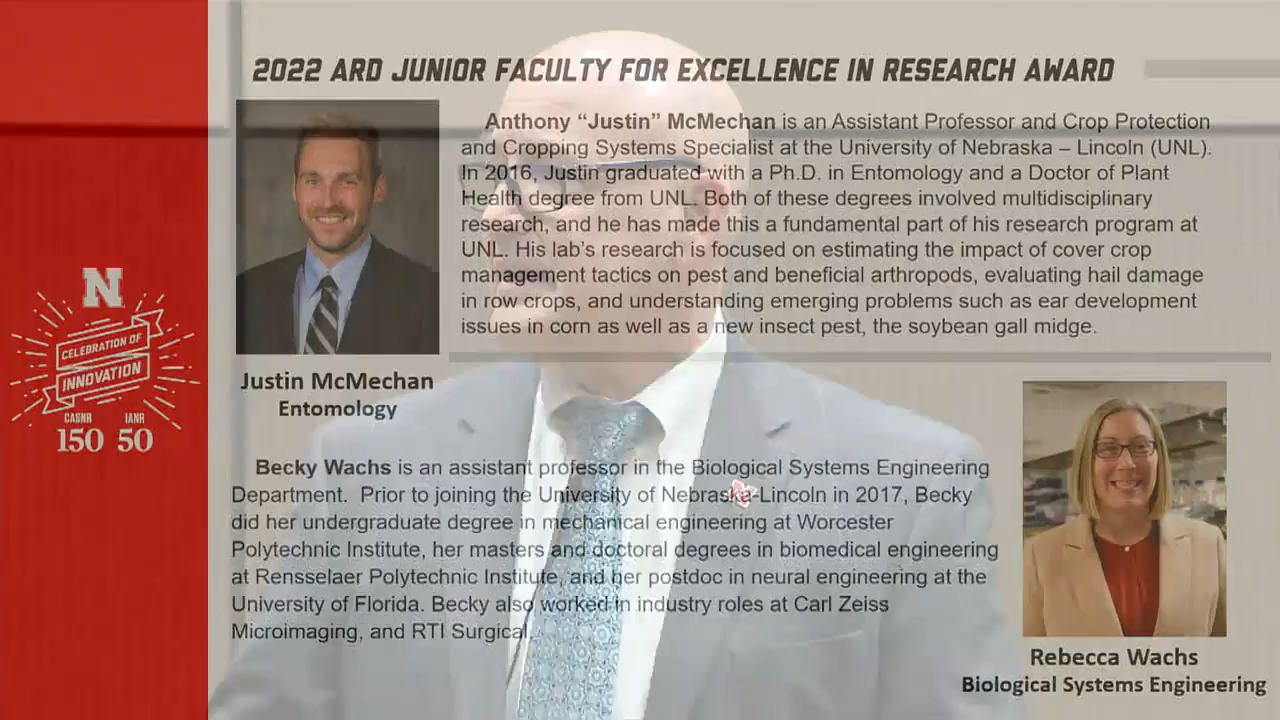 2022 ARD JUNIOR FACULTY FOR EXCELLENCE IN RESEARCH AWARD
Anthony “Justin” McMechan is an Assistant Professor and Crop Protection
and Cropping Systems Specialist at the University of Nebraska – Lincoln (UNL).
In 2016, Justin graduated with a Ph.D. in Entomology and a Doctor of Plant
Health degree from UNL. Both of these degrees involved multidisciplinary
research, and he has made this a fundamental part of his research program at
UNL. His lab’s research is focused on estimating the impact of cover crop
management tactics on pest and beneficial arthropods, evaluating hail damage
in row crops, and understanding emerging problems such as ear development
issues in corn as well as a new insect pest, the soybean gall midge.
Justin McMechan
Entomology
N
CELEBRATION OF
INNOVATION
CASNR IANR
150 50
Becky Wachs is an assistant professor in the Biological Systems Engineering
Department. Prior to joining the University of Nebraska-Lincoln in 2017, Becky
did her undergraduate degree in mechanical engineering at Worcester
Polytechnic Institute, her masters and doctoral degrees in biomedical engineering
at Rensselaer Polytechnic Institute, and her postdoc in neural engineering at the
University of Florida. Becky also worked in industry roles at Carl Zeiss
Microimaging, and RTI Surgical.
Rebecca Wachs
Biological Systems Engineering